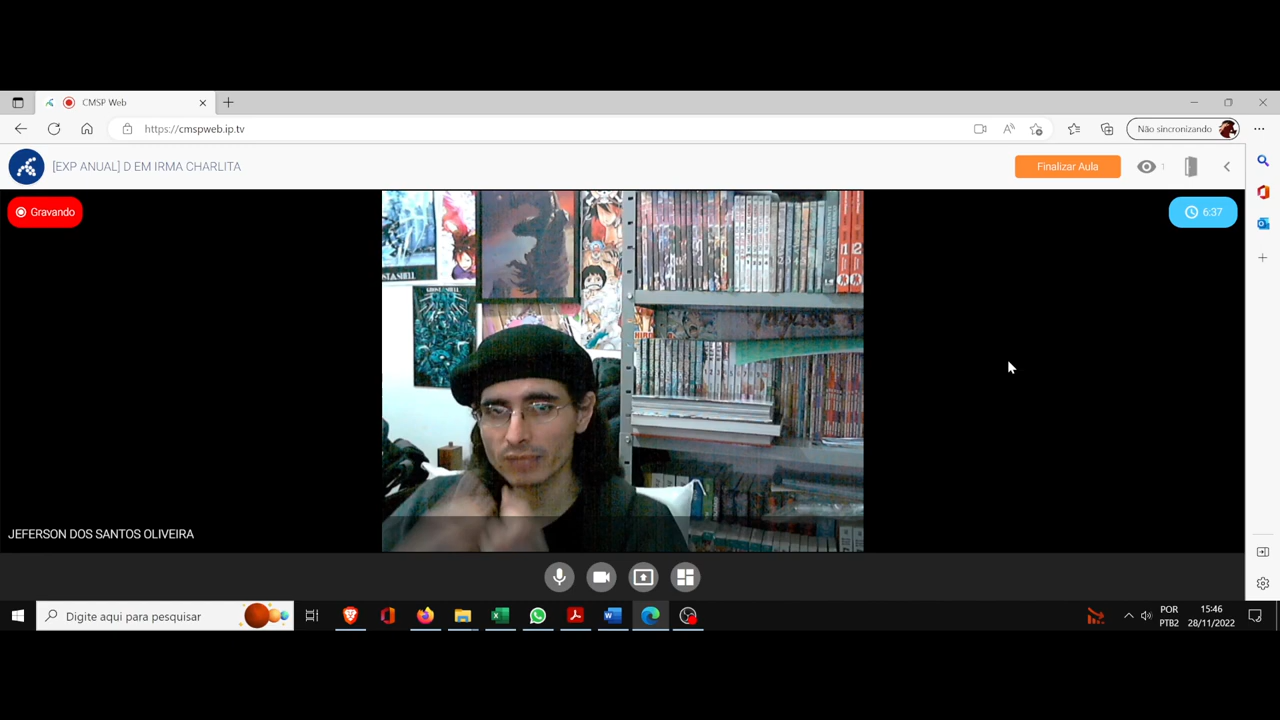 CMSP Web
https://cmspweb.ip.tv
Não sincronizando
[EXP ANUAL] D EM IRMA CHARLITA
Finalizar Aula
1
Gravando
6:37
JEFERSON DOS SANTOS OLIVEIRA
Digite aqui para pesquisar
POR
PTB2
15:46
28/11/2022